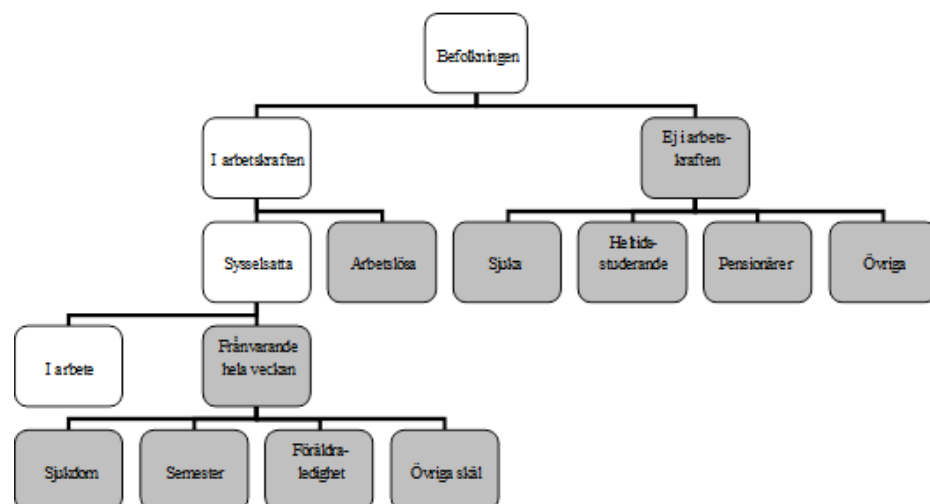 Befolkningen
I arbetskraften
Ej i arbets-
kraften
Sysselsatta
Arbetslösa
Sjuka
Heltids-
studerande
Pensionärer
Övriga
I arbete
Frånvarande
hela veckan
Sjukdom
Semester
Föräldra-
ledighet
Övriga skäl